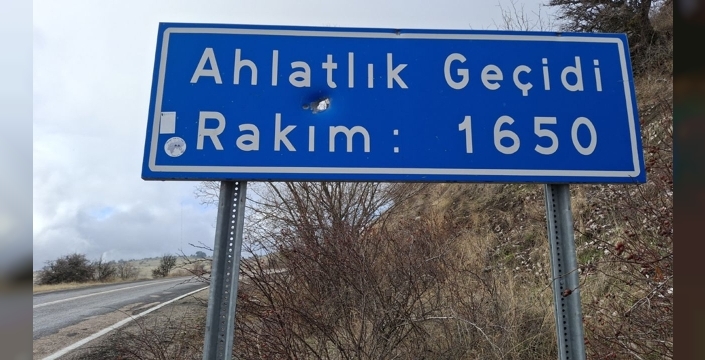 Ahlatlık Geçidi
Rakım : 1650